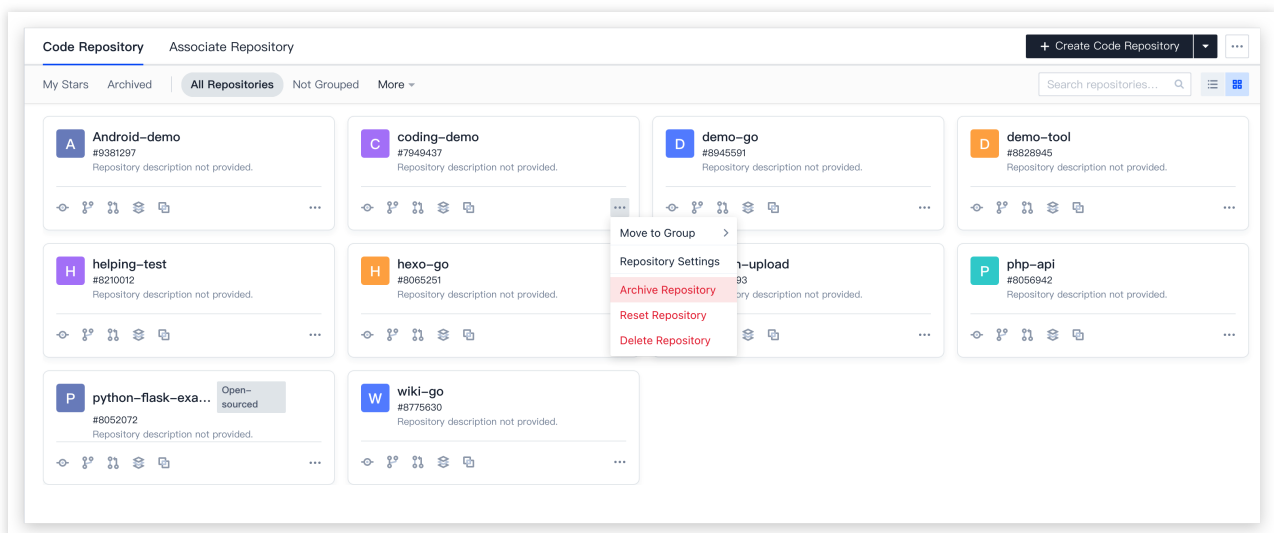 Code Repository Associate Repository + Create Code Repository ...
My Stars Archived All Repositories Not Grouped More Search repositories...
A Android-demo
#9381297
Repository description not provided.
...
C coding-demo
#7949437
Repository description not provided.
...
D demo-go
#8945591
Repository description not provided.
...
D demo-tool
#8828945
Repository description not provided.
...
Move to Group >
Repository Settings
Archive Repository
Reset Repository
Delete Repository
H helping-test
#8210012
Repository description not provided.
...
H hexo-go
#8065251
Repository description not provided.
-upload
93
description not provided.
...
P php-api
#8056942
Repository description not provided.
...
P python-flask-exa... Open-
sourced
#8052072
Repository description not provided.
...
W wiki-go
#8775630
Repository description not provided.
...